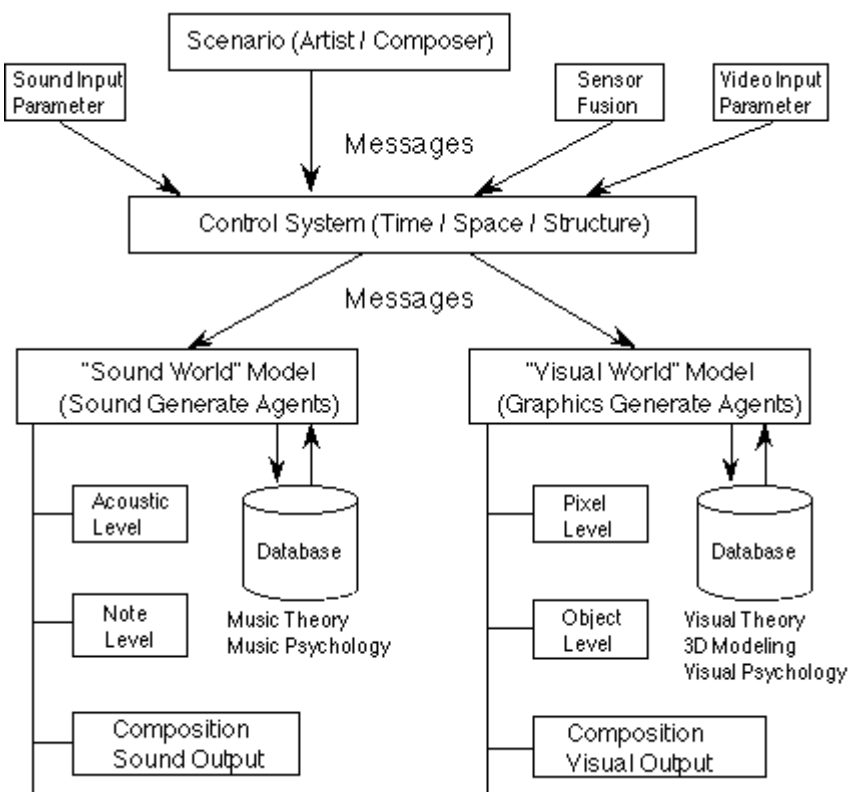 Scenario (Artist / Composer)
Sound Input
Parameter
Sensor
Fusion
Video Input
Parameter
Messages
Control System (Time / Space / Structure)
Messages
"Sound World" Model
(Sound Generate Agents)
"Visual World" Model
(Graphics Generate Agents)
Acoustic
Level
Database
Note
Level
Music Theory
Music Psychology
Composition
Sound Output
Pixel
Level
Database
Object
Level
Visual Theory
3D Modeling
Visual Psychology
Composition
Visual Output